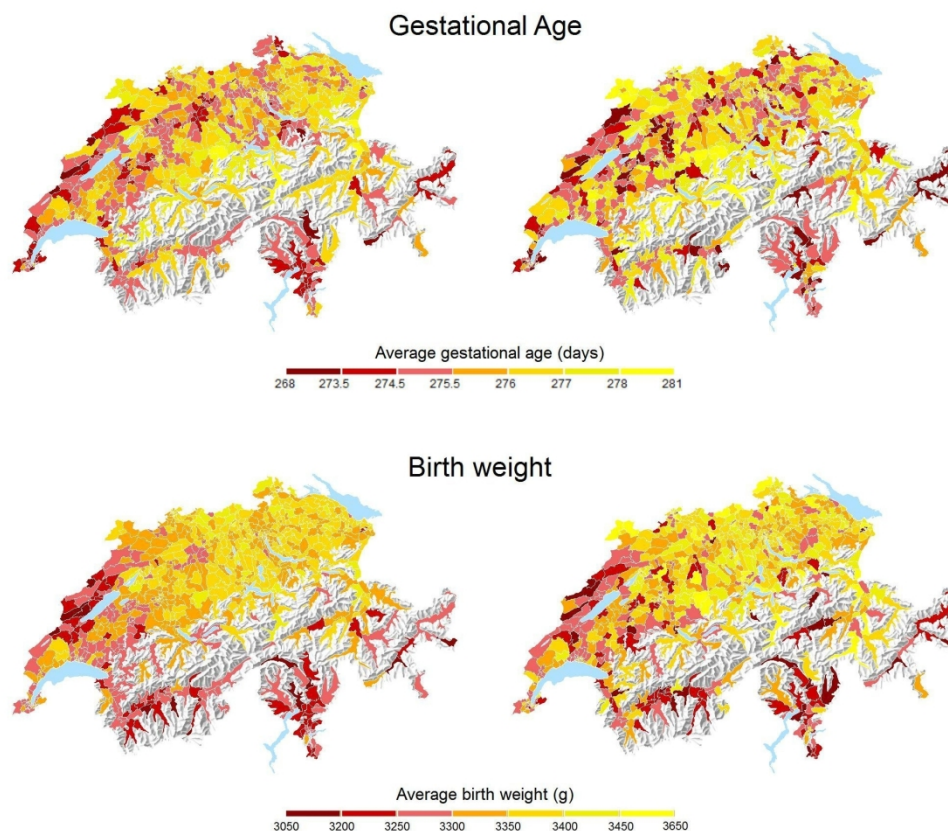 Gestational Age
Average gestational age (days)
268 273.5 274.5 275.5 276 277 278 281
Birth weight
Average birth weight (g)
3050 3200 3250 3300 3350 3400 3450 3650